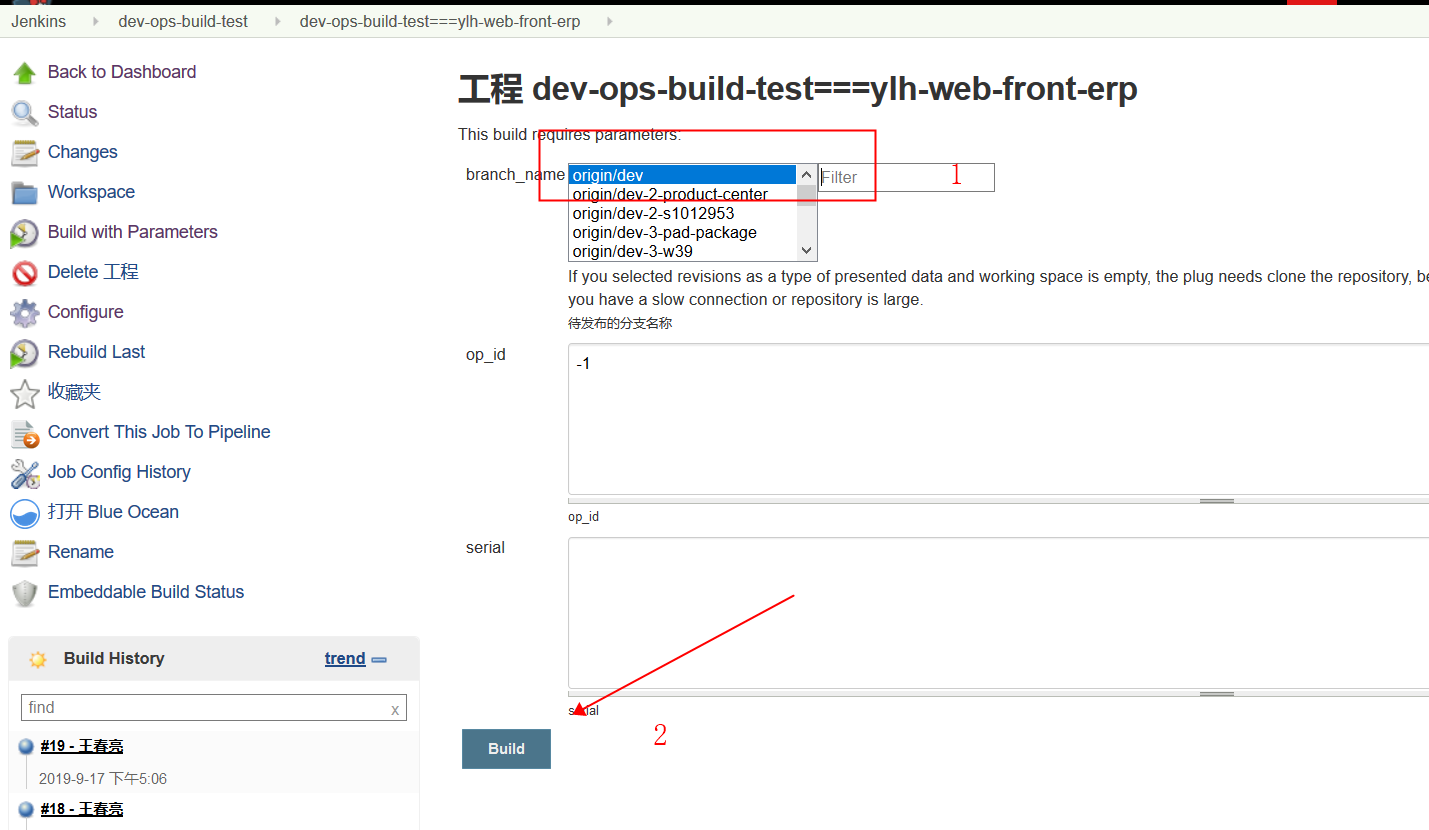 Jenkins dev-ops-build-test dev-ops-build-test===ylh-web-front-erp
Back to Dashboard
Status
Changes
Workspace
Build with Parameters
Delete 工程
Configure
Rebuild Last
收藏夹
Convert This Job To Pipeline
Job Config History
打开 Blue Ocean
Rename
Embeddable Build Status
Build History trend
find x
#19 - 王春亮
2019-9-17 下午5:06
#18 - 王春亮
工程 dev-ops-build-test===ylh-web-front-erp
This build requires parameters:
branch_name origin/dev Filter 1
origin/dev-2-product-center
origin/dev-2-s1012953
origin/dev-3-pad-package
origin/dev-3-w39
If you selected revisions as a type of presented data and working space is empty, the plug needs clone the repository, be
you have a slow connection or repository is large.
待发布的分支名称
op_id -1
op_id
serial
serial
2
Build